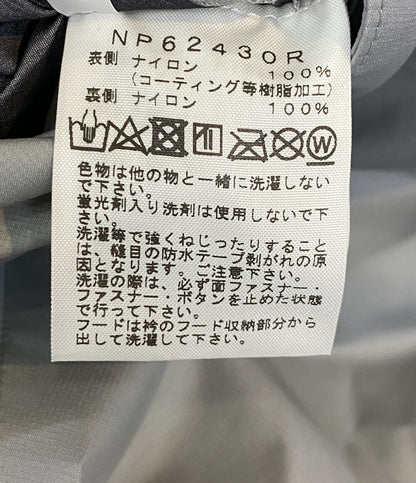 NP62430R
表側 ナイロン 100%
(コーティング等樹脂加工)
裏側 ナイロン 100%
W
色物は他の物と一緒に洗濯しない
で下さい。
蛍光剤入り洗剤は使用しないで下
さい。
洗濯等で強くねじったりすること
は、縫目の防水テープ剥がれの原
因となります。ご注意下さい。
洗濯の際は、必ず面ファスナー・
ファスナー・ボタンを止めた状態
で行って下さい。
フードは衿のフード収納部分から
出して洗濯して下さい。